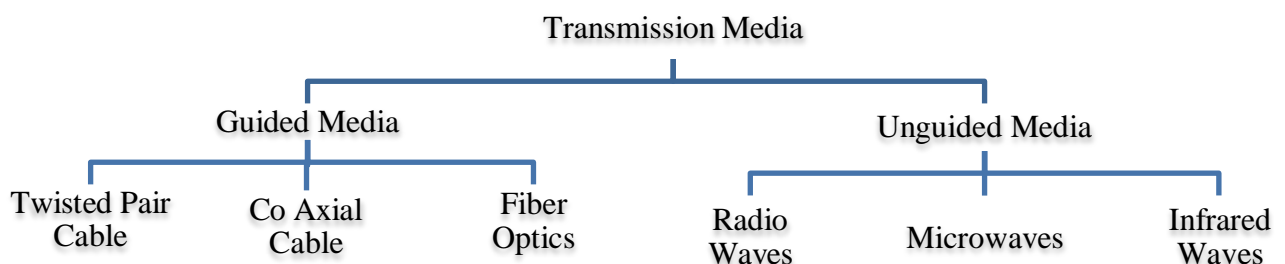 Transmission Media
Guided Media
Unguided Media
Twisted Pair
Cable
Co Axial
Cable
Fiber
Optics
Radio
Waves
Microwaves
Infrared
Waves